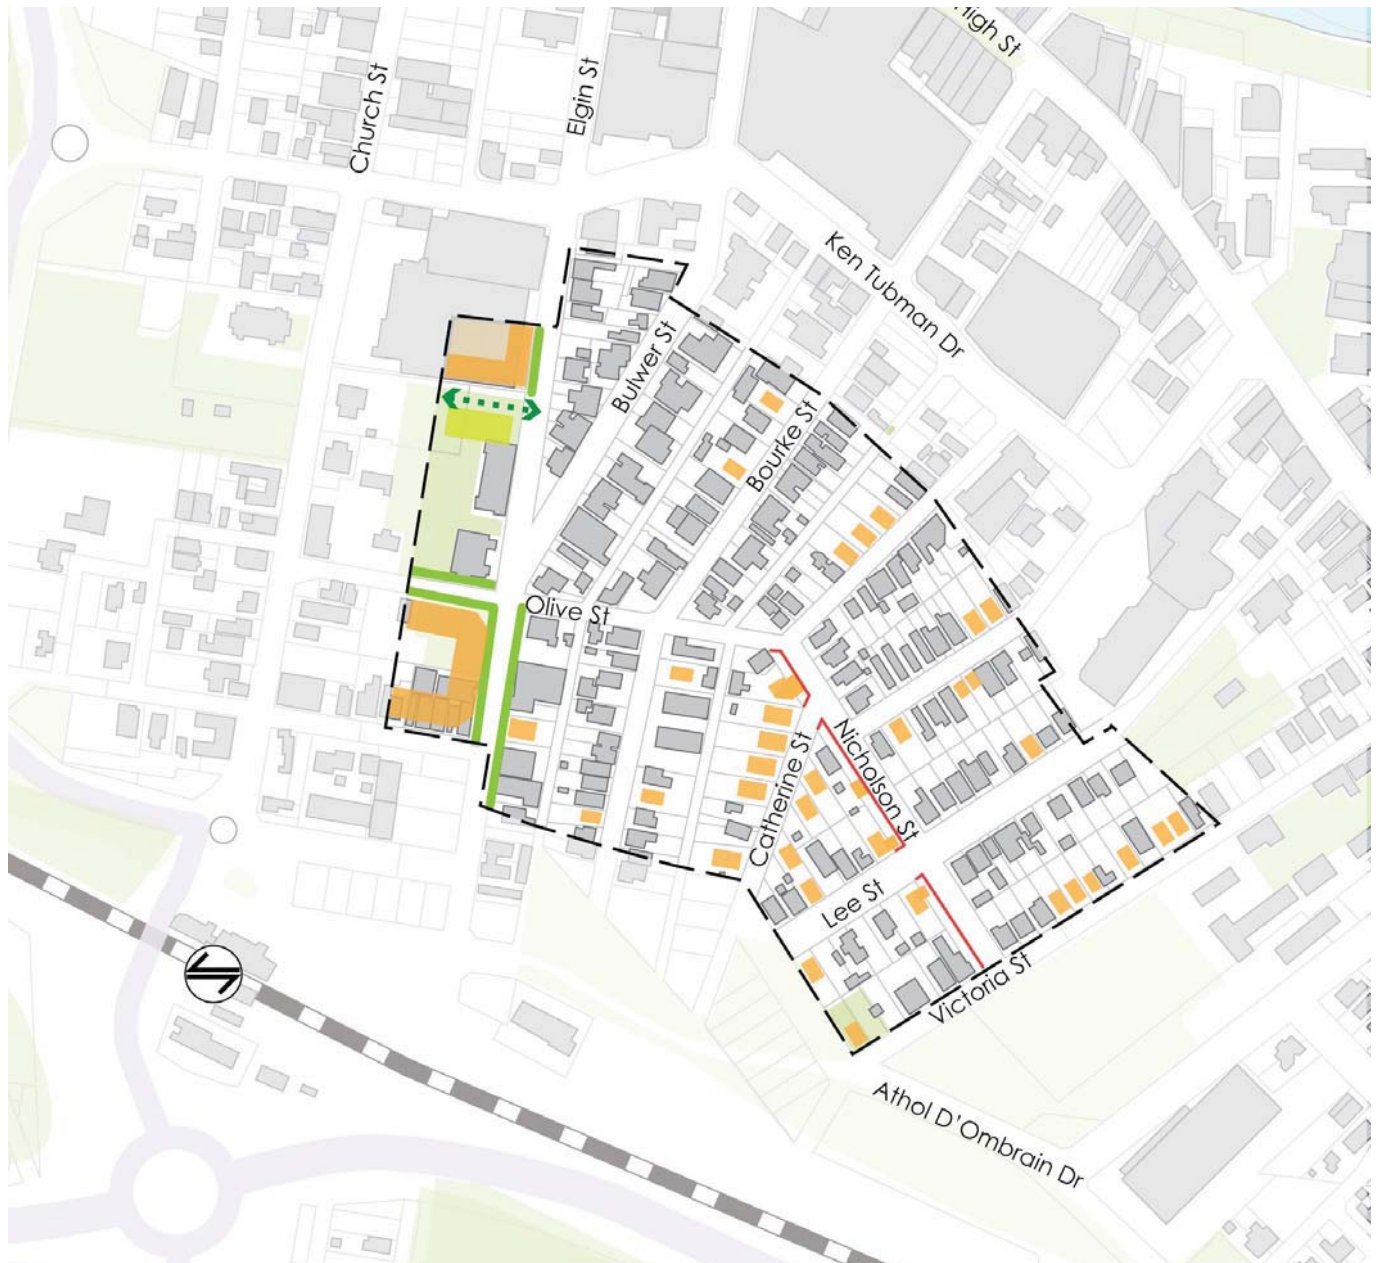 High St
Church St
Elgin St
Ken Tubman Dr
Bulwer St
Bourke St
Olive St
Nicholson St
Catherine St
Lee St
Victoria St
Athol D'Ombrain Dr